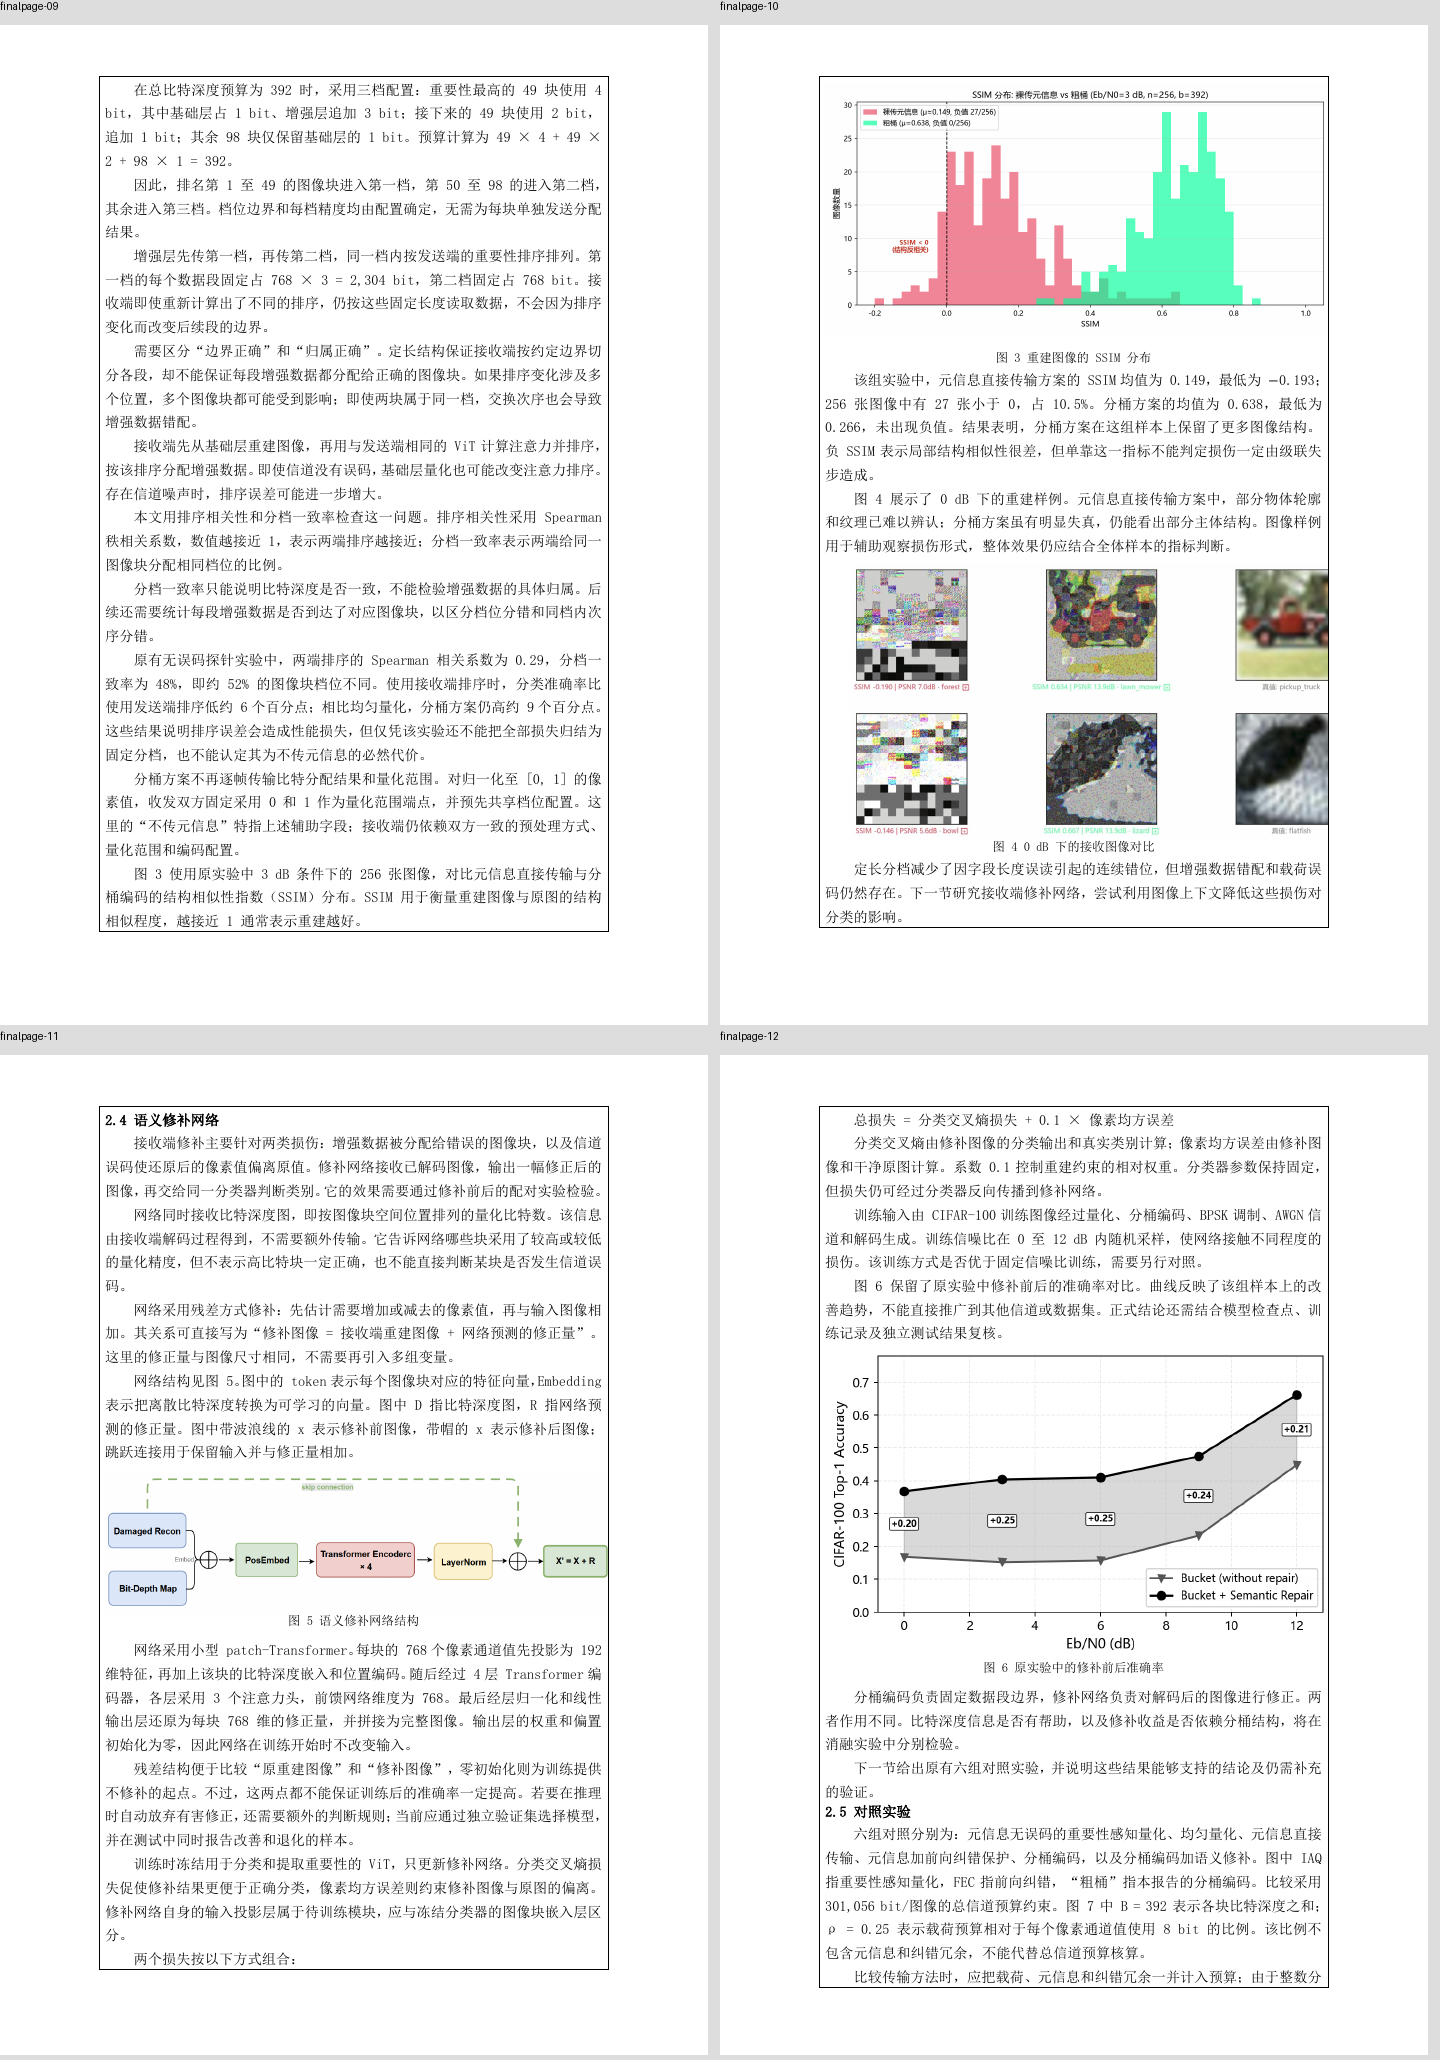 finalpage-09
在总比特深度预算为 392 时，采用三档配置：重要性最高的 49 块使用 4
bit，其中基础层占 1 bit、增强层追加 3 bit；接下来的 49 块使用 2 bit，
追加 1 bit；其余 98 块仅保留基础层的 1 bit。预算计算为 49 × 4 + 49 ×
2 + 98 × 1 = 392。
因此，排名第 1 至 49 的图像块进入第一档，第 50 至 98 的进入第二档，
其余进入第三档。档位边界和每档精度均由配置确定，无需为每块单独发送分配
结果。
增强层先传第一档，再传第二档，同一档内按发送端的重要性排序排列。第
一档的每个数据段固定占 768 × 3 = 2,304 bit，第二档固定占 768 bit。接
收端即使重新计算出了不同的排序，仍按这些固定长度读取数据，不会因为排序
变化而改变后续段的边界。
需要区分“边界正确”和“归属正确”。定长结构保证接收端按约定边界切
分各段，却不能保证每段增强数据都分配给正确的图像块。如果排序变化涉及多
个位置，多个图像块都可能受到影响；即使两块属于同一档，交换次序也会导致
增强数据错配。
接收端先从基础层重建图像，再用与发送端相同的 ViT 计算注意力并排序，
按该排序分配增强数据。即使信道没有误码，基础层量化也可能改变注意力排序。
存在信道噪声时，排序误差可能进一步增大。
本文用排序相关性和分档一致率检查这一问题。排序相关性采用 Spearman
秩相关系数，数值越接近 1，表示两端排序越接近；分档一致率表示两端给同一
图像块分配相同档位的比例。
分档一致率只能说明比特深度是否一致，不能检验增强数据的具体归属。后
续还需要统计每段增强数据是否到达了对应图像块，以区分档位分错和同档内次
序分错。
原有无误码探针实验中，两端排序的 Spearman 相关系数为 0.29，分档一
致率为 48%，即约 52% 的图像块档位不同。使用接收端排序时，分类准确率比
使用发送端排序低约 6 个百分点；相比均匀量化，分桶方案仍高约 9 个百分点。
这些结果说明排序误差会造成性能损失，但仅凭该实验还不能把全部损失归结为
固定分档，也不能认定其为不传元信息的必然代价。
分桶方案不再逐帧传输比特分配结果和量化范围。对归一化至 [0, 1] 的像
素值，收发双方固定采用 0 和 1 作为量化范围端点，并预先共享档位配置。这
里的“不传元信息”特指上述辅助字段；接收端仍依赖双方一致的预处理方式、
量化范围和编码配置。
图 3 使用原实验中 3 dB 条件下的 256 张图像，对比元信息直接传输与分
桶编码的结构相似性指数（SSIM）分布。SSIM 用于衡量重建图像与原图的结构
相似程度，越接近 1 通常表示重建越好。
finalpage-10
SSIM 分布: 裸传元信息 vs 粗桶 (Eb/N0=3 dB, n=256, b=392)
裸传元信息 (μ=0.149, 负值 27/256)
粗桶 (μ=0.638, 负值 0/256)
30
25
20
15
10
5
0
图像数量
SSIM < 0
(结构反相关)
-0.2 0.0 0.2 0.4 0.6 0.8 1.0
SSIM
图 3 重建图像的 SSIM 分布
该组实验中，元信息直接传输方案的 SSIM 均值为 0.149，最低为 −0.193；
256 张图像中有 27 张小于 0，占 10.5%。分桶方案的均值为 0.638，最低为
0.266，未出现负值。结果表明，分桶方案在这组样本上保留了更多图像结构。
负 SSIM 表示局部结构相似性很差，但单靠这一指标不能判定损伤一定由级联失
步造成。
图 4 展示了 0 dB 下的重建样例。元信息直接传输方案中，部分物体轮廓
和纹理已难以辨认；分桶方案虽有明显失真，仍能看出部分主体结构。图像样例
用于辅助观察损伤形式，整体效果仍应结合全体样本的指标判断。
SSIM -0.190 | PSNR 7.0dB · forest
SSIM 0.634 | PSNR 13.9dB · lawn_mower
真值: pickup_truck
SSIM -0.146 | PSNR 5.6dB · bowl
SSIM 0.667 | PSNR 13.9dB · lizard
真值: flatfish
图 4 0 dB 下的接收图像对比
定长分档减少了因字段长度误读引起的连续错位，但增强数据错配和载荷误
码仍然存在。下一节研究接收端修补网络，尝试利用图像上下文降低这些损伤对
分类的影响。
finalpage-11
2.4 语义修补网络
接收端修补主要针对两类损伤：增强数据被分配给错误的图像块，以及信道
误码使还原后的像素值偏离原值。修补网络接收已解码图像，输出一幅修正后的
图像，再交给同一分类器判断类别。它的效果需要通过修补前后的配对实验检验。
网络同时接收比特深度图，即按图像块空间位置排列的量化比特数。该信息
由接收端解码过程得到，不需要额外传输。它告诉网络哪些块采用了较高或较低
的量化精度，但不表示高比特块一定正确，也不能直接判断某块是否发生信道误
码。
网络采用残差方式修补：先估计需要增加或减去的像素值，再与输入图像相
加。其关系可直接写为“修补图像 = 接收端重建图像 + 网络预测的修正量”。
这里的修正量与图像尺寸相同，不需要再引入多组变量。
网络结构见图 5。图中的 token 表示每个图像块对应的特征向量，Embedding
表示把离散比特深度转换为可学习的向量。图中 D 指比特深度图，R 指网络预
测的修正量。图中带波浪线的 x 表示修补前图像，带帽的 x 表示修补后图像；
跳跃连接用于保留输入并与修正量相加。
skip connection
Damaged Recon
Bit-Depth Map
Embed
PosEmbed
Transformer Encoderc
× 4
LayerNorm
X' = X + R
图 5 语义修补网络结构
网络采用小型 patch-Transformer。每块的 768 个像素通道值先投影为 192
维特征，再加上该块的比特深度嵌入和位置编码。随后经过 4 层 Transformer 编
码器，各层采用 3 个注意力头，前馈网络维度为 768。最后经层归一化和线性
输出层还原为每块 768 维的修正量，并拼接为完整图像。输出层的权重和偏置
初始化为零，因此网络在训练开始时不改变输入。
残差结构便于比较“原重建图像”和“修补图像”，零初始化则为训练提供
不修补的起点。不过，这两点都不能保证训练后的准确率一定提高。若要在推理
时自动放弃有害修正，还需要额外的判断规则；当前应通过独立验证集选择模型，
并在测试中同时报告改善和退化的样本。
训练时冻结用于分类和提取重要性的 ViT，只更新修补网络。分类交叉熵损
失促使修补结果更便于正确分类，像素均方误差则约束修补图像与原图的偏离。
修补网络自身的输入投影层属于待训练模块，应与冻结分类器的图像块嵌入层区
分。
两个损失按以下方式组合：
finalpage-12
总损失 = 分类交叉熵损失 + 0.1 × 像素均方误差
分类交叉熵由修补图像的分类输出和真实类别计算；像素均方误差由修补图
像和干净原图计算。系数 0.1 控制重建约束的相对权重。分类器参数保持固定，
但损失仍可经过分类器反向传播到修补网络。
训练输入由 CIFAR-100 训练图像经过量化、分桶编码、BPSK 调制、AWGN 信
道和解码生成。训练信噪比在 0 至 12 dB 内随机采样，使网络接触不同程度的
损伤。该训练方式是否优于固定信噪比训练，需要另行对照。
图 6 保留了原实验中修补前后的准确率对比。曲线反映了该组样本上的改
善趋势，不能直接推广到其他信道或数据集。正式结论还需结合模型检查点、训
练记录及独立测试结果复核。
CIFAR-100 Top-1 Accuracy
0.7
0.6
0.5
0.4
0.3
0.2
0.1
0.0
+0.20
+0.25
+0.25
+0.24
+0.21
Bucket (without repair)
Bucket + Semantic Repair
0 2 4 6 8 10 12
Eb/N0 (dB)
图 6 原实验中的修补前后准确率
分桶编码负责固定数据段边界，修补网络负责对解码后的图像进行修正。两
者作用不同。比特深度信息是否有帮助，以及修补收益是否依赖分桶结构，将在
消融实验中分别检验。
下一节给出原有六组对照实验，并说明这些结果能够支持的结论及仍需补充
的验证。
2.5 对照实验
六组对照分别为：元信息无误码的重要性感知量化、均匀量化、元信息直接
传输、元信息加前向纠错保护、分桶编码，以及分桶编码加语义修补。图中 IAQ
指重要性感知量化，FEC 指前向纠错，“粗桶”指本报告的分桶编码。比较采用
301,056 bit/图像的总信道预算约束。图 7 中 B = 392 表示各块比特深度之和；
ρ = 0.25 表示载荷预算相对于每个像素通道值使用 8 bit 的比例。该比例不
包含元信息和纠错冗余，不能代替总信道预算核算。
比较传输方法时，应把载荷、元信息和纠错冗余一并计入预算；由于整数分